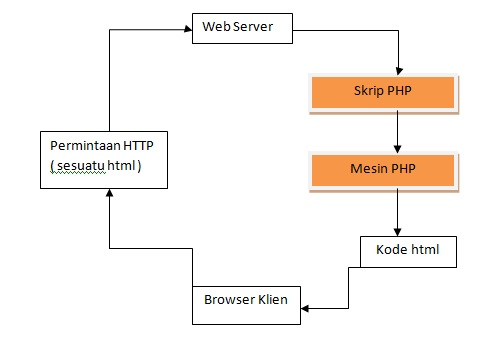 Web Server
Skrip PHP
Permintaan HTTP
( sesuatu html )
Mesin PHP
Kode html
Browser Klien